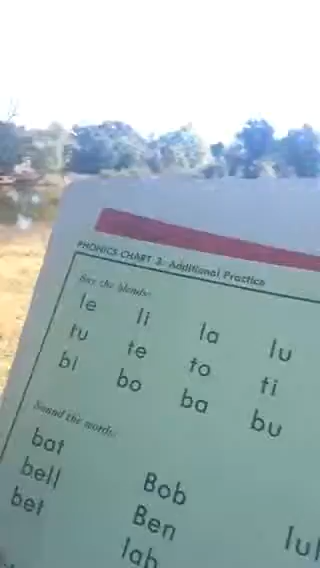 PHONICS CHART 3: Additional Practice
Say the blends:
le li la lu
tu te to ti
bi bo ba bu
Sound the words:
bat Bob
bell Ben
bet lab